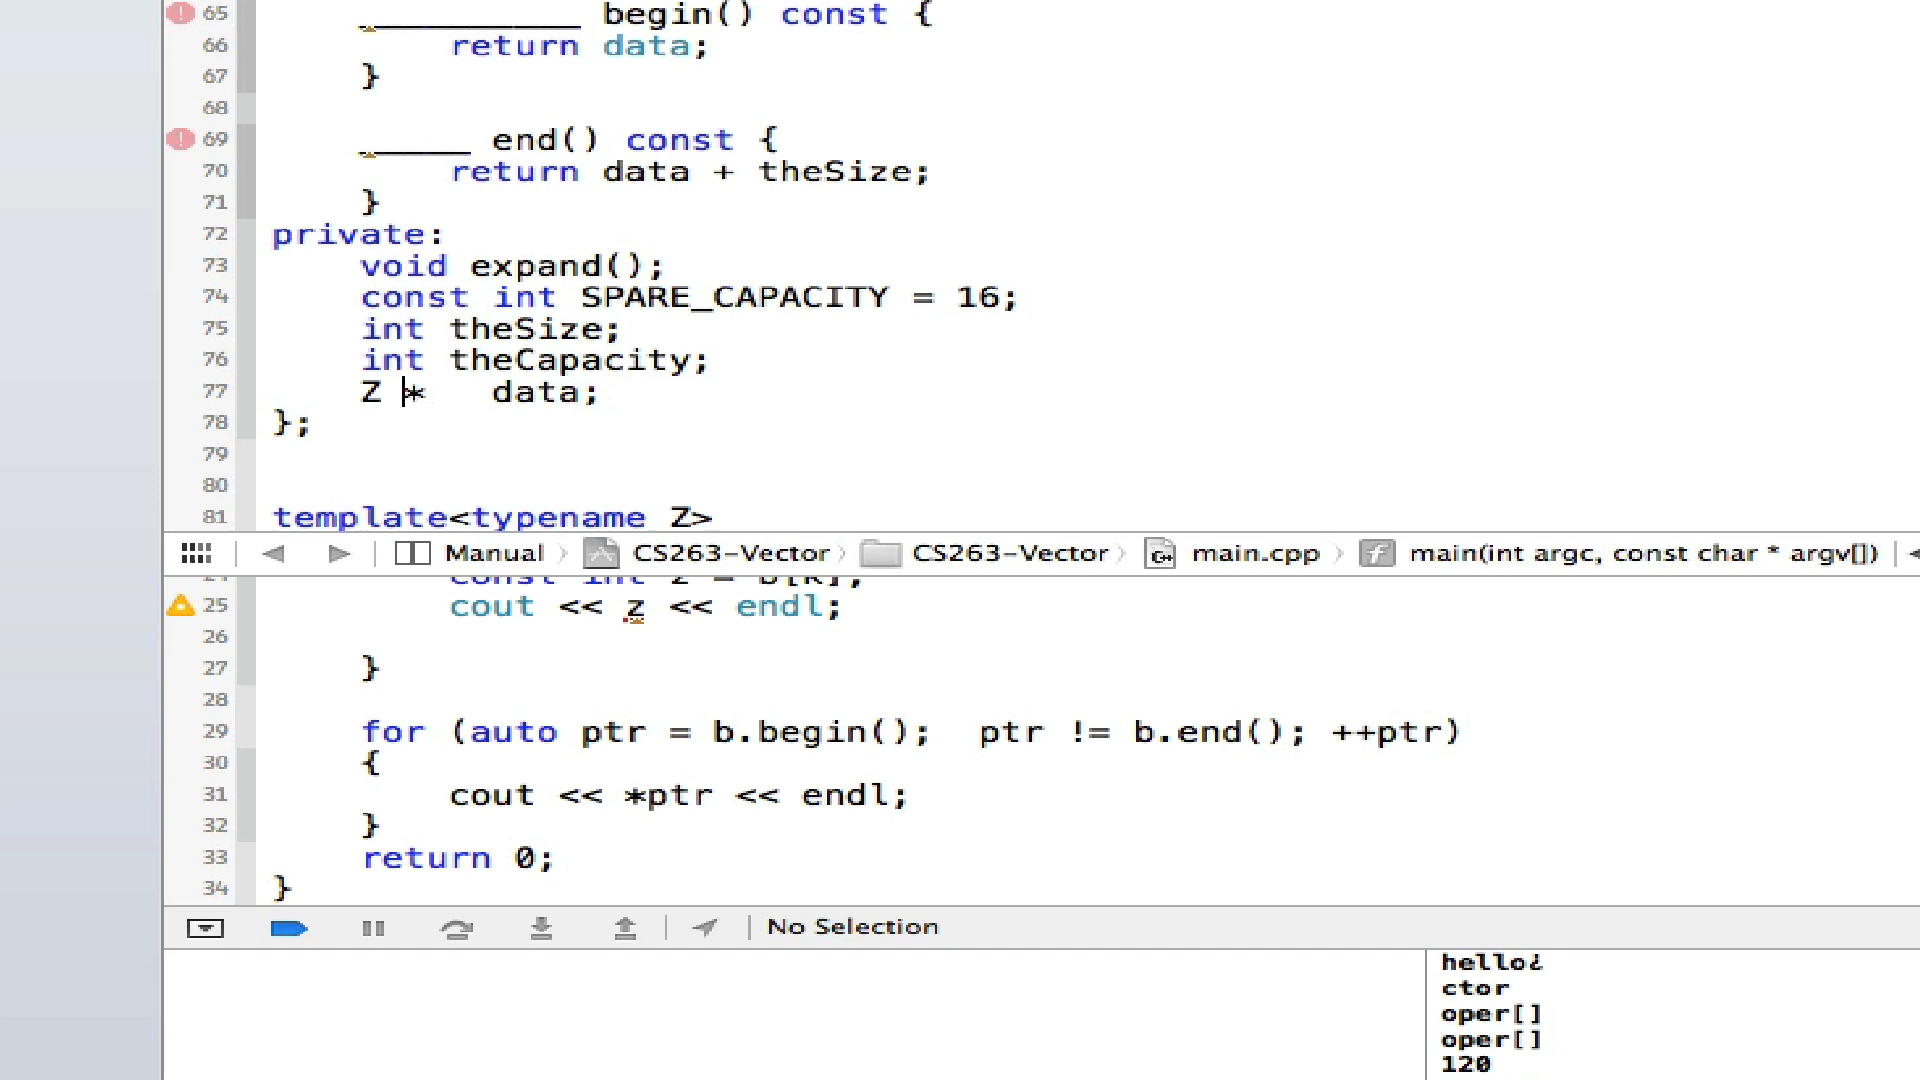 65 __________ begin() const {
66 return data;
67 }
68
69 _____ end() const {
70 return data + theSize;
71 }
72 private:
73 void expand();
74 const int SPARE_CAPACITY = 16;
75 int theSize;
76 int theCapacity;
77 Z * data;
78 };
79
80
81 template<typename Z>
Manual CS263-Vector CS263-Vector main.cpp main(int argc, const char * argv[])
const int z = b[k];
25 cout << z << endl;
26
27 }
28
29 for (auto ptr = b.begin(); ptr != b.end(); ++ptr)
30 {
31 cout << *ptr << endl;
32 }
33 return 0;
34 }
No Selection
hello¿
ctor
oper[]
oper[]
120